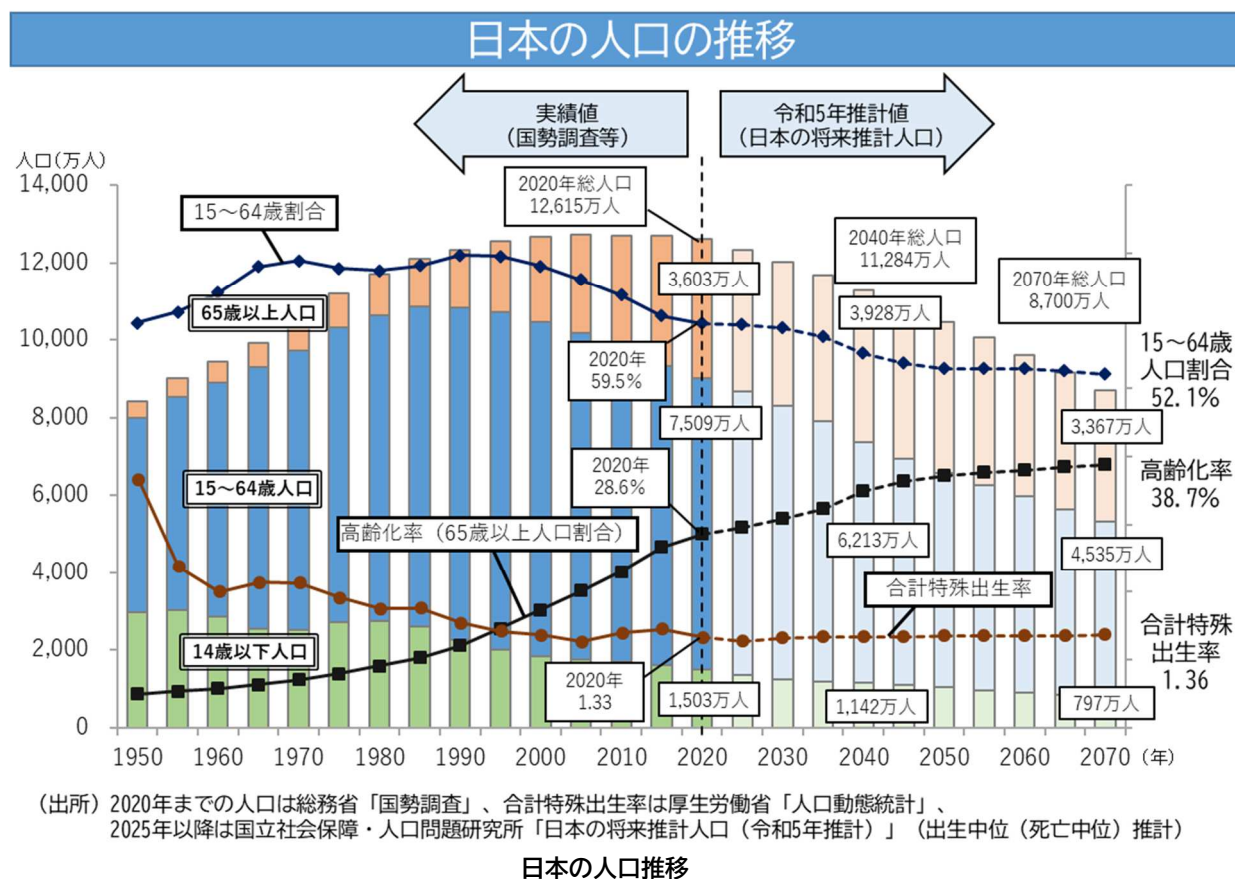 日本の人口の推移
実績値
（国勢調査等）
令和5年推計値
（日本の将来推計人口）
人口(万人)
14,000
12,000
10,000
8,000
6,000
4,000
2,000
0
15～64歳割合
65歳以上人口
15～64歳人口
14歳以下人口
高齢化率（65歳以上人口割合）
合計特殊出生率
2020年総人口
12,615万人
3,603万人
2020年
59.5%
7,509万人
2020年
28.6%
2020年
1.33
1,503万人
2040年総人口
11,284万人
3,928万人
6,213万人
1,142万人
2070年総人口
8,700万人
3,367万人
4,535万人
797万人
15～64歳
人口割合
52.1%
高齢化率
38.7%
合計特殊
出生率
1.36
1950 1960 1970 1980 1990 2000 2010 2020 2030 2040 2050 2060 2070 (年)
（出所）2020年までの人口は総務省「国勢調査」、合計特殊出生率は厚生労働省「人口動態統計」、
2025年以降は国立社会保障・人口問題研究所「日本の将来推計人口（令和5年推計）」（出生中位（死亡中位）推計）
日本の人口推移